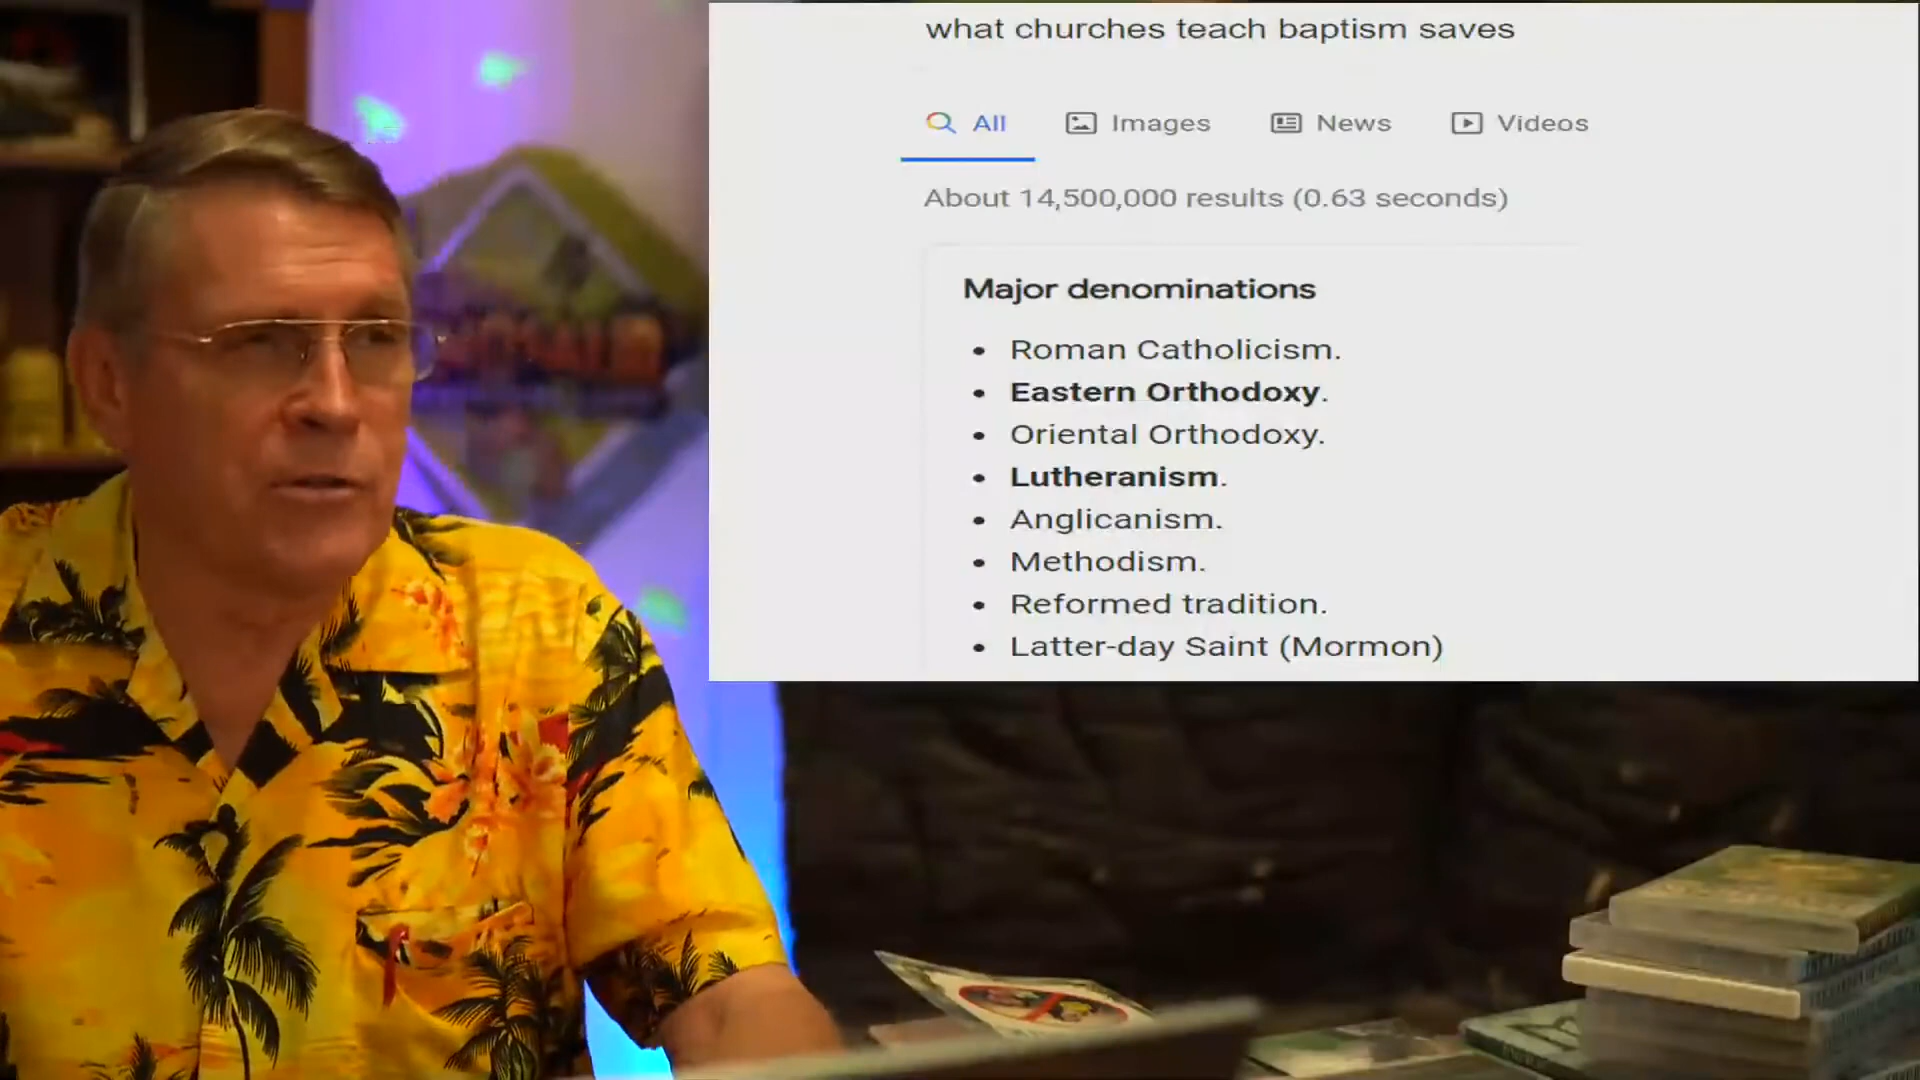 what churches teach baptism saves
All Images News Videos
About 14,500,000 results (0.63 seconds)
Major denominations
• Roman Catholicism.
• Eastern Orthodoxy.
• Oriental Orthodoxy.
• Lutheranism.
• Anglicanism.
• Methodism.
• Reformed tradition.
• Latter-day Saint (Mormon)